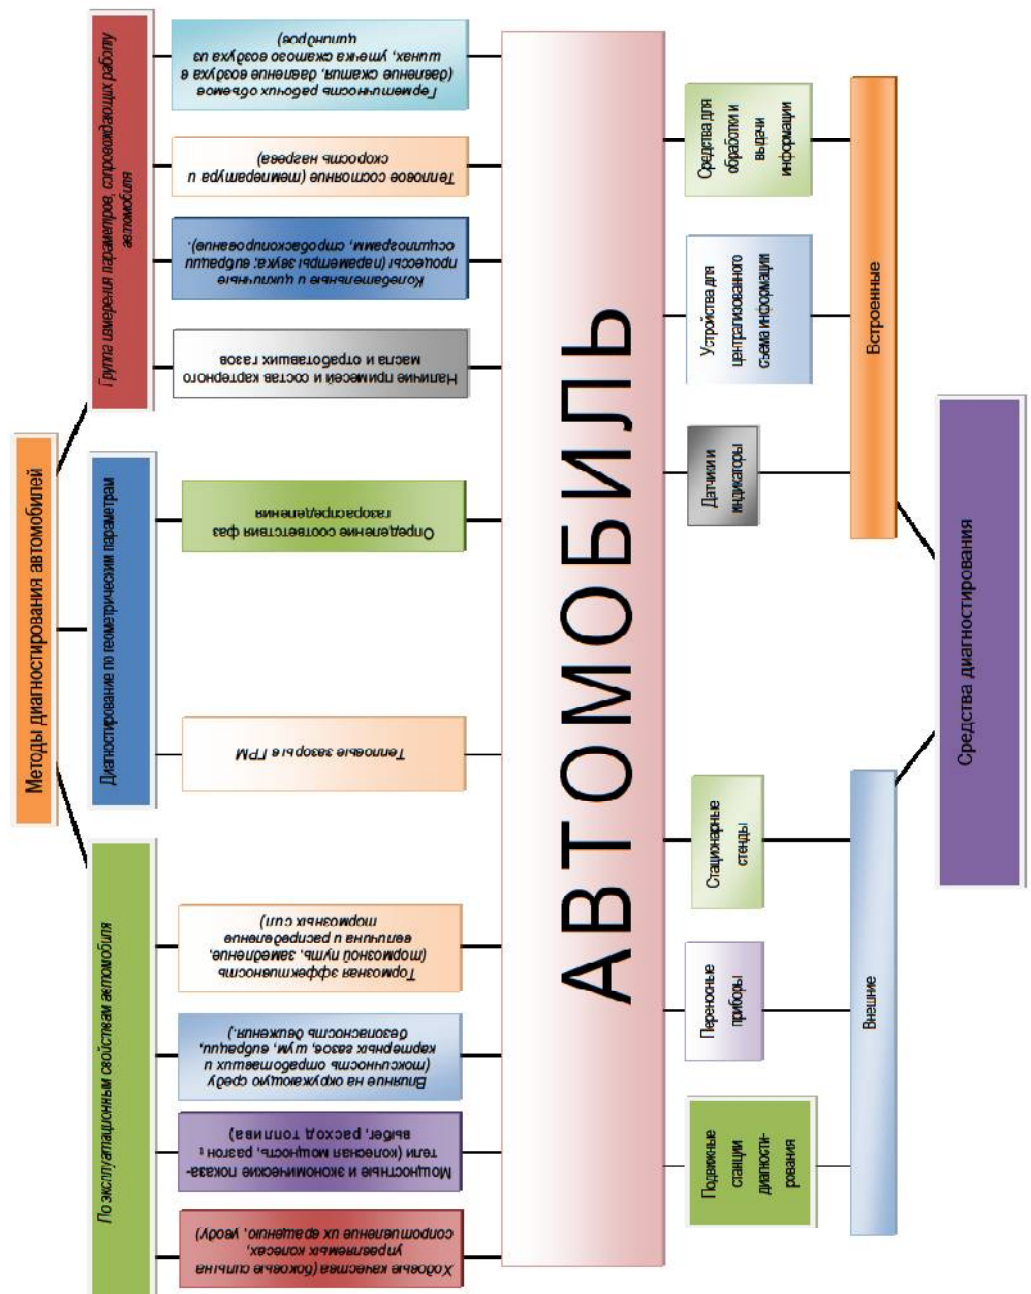 Методы диагностирования автомобилей
По эксплуатационным свойствам автомобиля
Диагностирование по геометрическим параметрам
Группа измерения параметров, сопровождающих работу
автомобиля
Ходовые качества (боковые силы на
управляемых колесах,
сопротивление их вращению, уводу)
Мощностные и экономические показа-
тели (колесная мощность, разгон
выбег, расход топлива)
Влияние на окружающую среду
(токсичность отработавших и
картерных газов, шум, вибрации,
безопасность движения.)
Тормозная эффективность
(тормозной путь, замедление,
величина и распределение
тормозных сил)
Тепловые зазоры в ГРМ
Определение соответствия фаз
газораспределения
Наличие примесей и состав картерного
масла и отработавших газов
Колебательные и цикличные
процессы (параметры звука; вибрации
осциллограмм, стробаскопирование).
Тепловое состояние (температура и
скорость нагрева)
Герметичность рабочих объемов
(давление сжатия, давление воздуха в
шинах, утечка сжатого воздуха из
цилиндров)
АВТОМОБИЛЬ
Подвижные
станции
диагности-
рования
Переносные
приборы
Стационарные
стенды
Датчики и
индикаторы
Устройства для
централизованного
съема информации
Средства для
обработки и
выдачи
информации
Внешние
Встроенные
Средства диагностирования